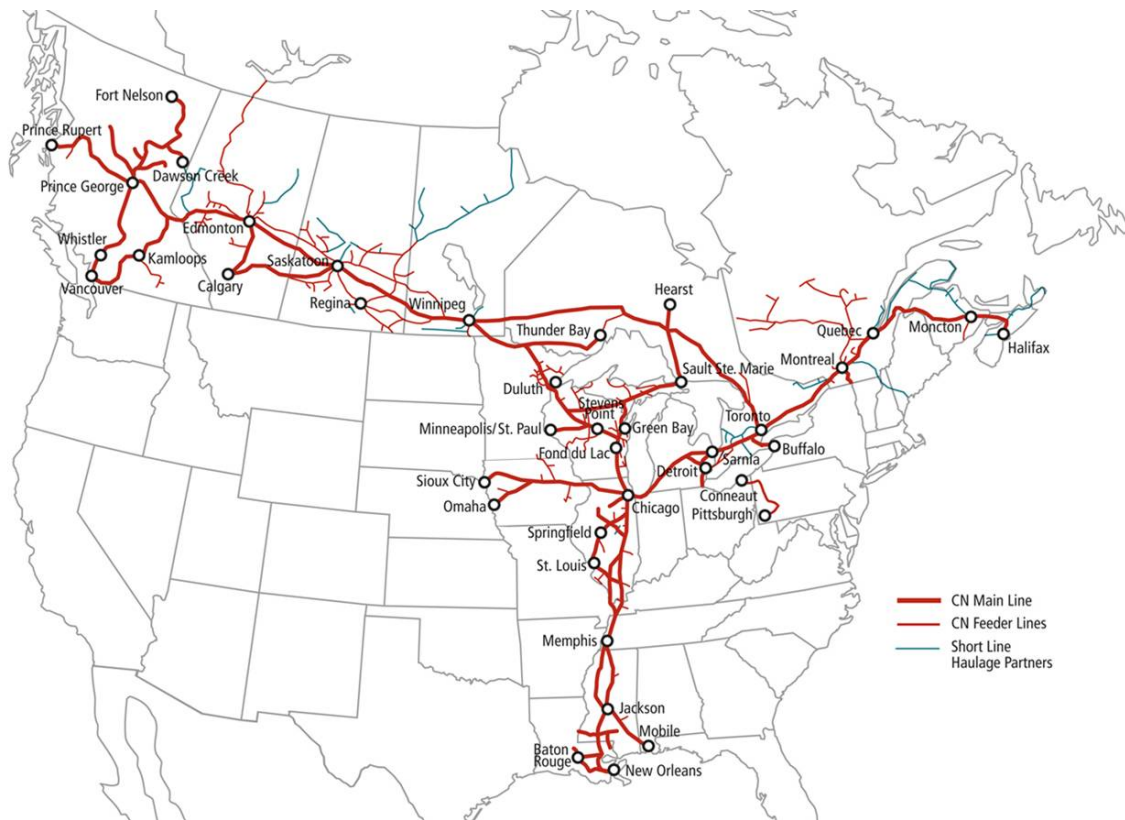 Fort Nelson
Prince Rupert
Dawson Creek
Prince George
Edmonton
Whistler
Kamloops
Saskatoon
Vancouver
Calgary
Regina
Winnipeg
Hearst
Thunder Bay
Quebec
Moncton
Halifax
Montreal
Sault Ste. Marie
Duluth
Stevens
Point
Toronto
Minneapolis/St. Paul
Green Bay
Buffalo
Fond du Lac
Sarnia
Detroit
Sioux City
Conneaut
Omaha
Chicago
Pittsburgh
Springfield
St. Louis
CN Main Line
CN Feeder Lines
Short Line
Haulage Partners
Memphis
Jackson
Mobile
Baton
Rouge
New Orleans